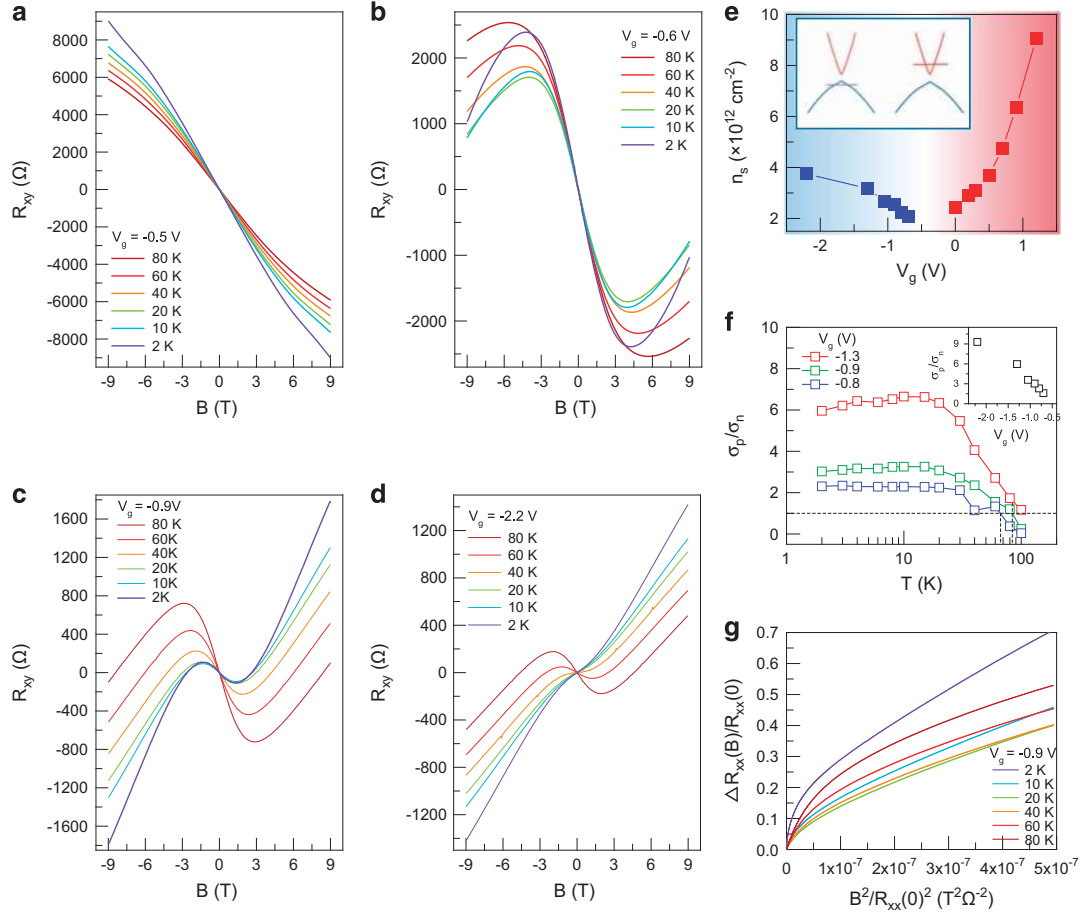 a
8000
6000
4000
2000
0
-2000
-4000
-6000
-8000
R_xy (Ω)
V_g = -0.5 V
80 K
60 K
40 K
20 K
10 K
2 K
-9 -6 -3 0 3 6 9
B (T)
b
2000
1000
0
-1000
-2000
R_xy (Ω)
V_g = -0.6 V
80 K
60 K
40 K
20 K
10 K
2 K
-9 -6 -3 0 3 6 9
B (T)
e
10
8
6
4
2
n_s (×10^12 cm^-2)
-2 -1 0 1
V_g (V)
f
10
8
6
4
2
0
σ_p/σ_n
V_g (V)
-1.3
-0.9
-0.8
9
6
3
0
σ_p/σ_n
-2.0 -1.5 -1.0 -0.5
V_g (V)
1 10 100
T (K)
c
1600
1200
800
400
0
-400
-800
-1200
-1600
R_xy (Ω)
V_g = -0.9V
80 K
60K
40K
20K
10K
2K
-9 -6 -3 0 3 6 9
B (T)
d
1200
800
400
0
-400
-800
-1200
R_xy (Ω)
V_g = -2.2 V
80 K
60 K
40 K
20 K
10 K
2 K
-9 -6 -3 0 3 6 9
B (T)
g
0.7
0.6
0.5
0.4
0.3
0.2
0.1
0.0
ΔR_xx(B)/R_xx(0)
V_g = -0.9 V
2 K
10 K
20 K
40 K
60 K
80 K
0 1x10^-7 2x10^-7 3x10^-7 4x10^-7 5x10^-7
B^2/R_xx(0)^2 (T^2Ω^-2)